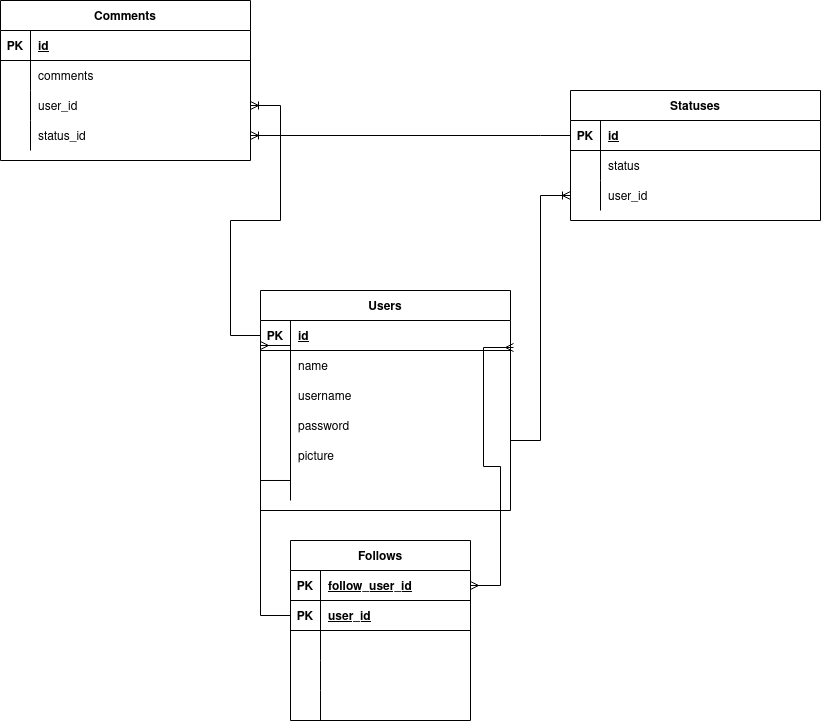 Comments
PK id
comments
user_id
status_id
Statuses
PK id
status
user_id
Users
PK id
name
username
password
picture
Follows
PK follow_user_id
PK user_id